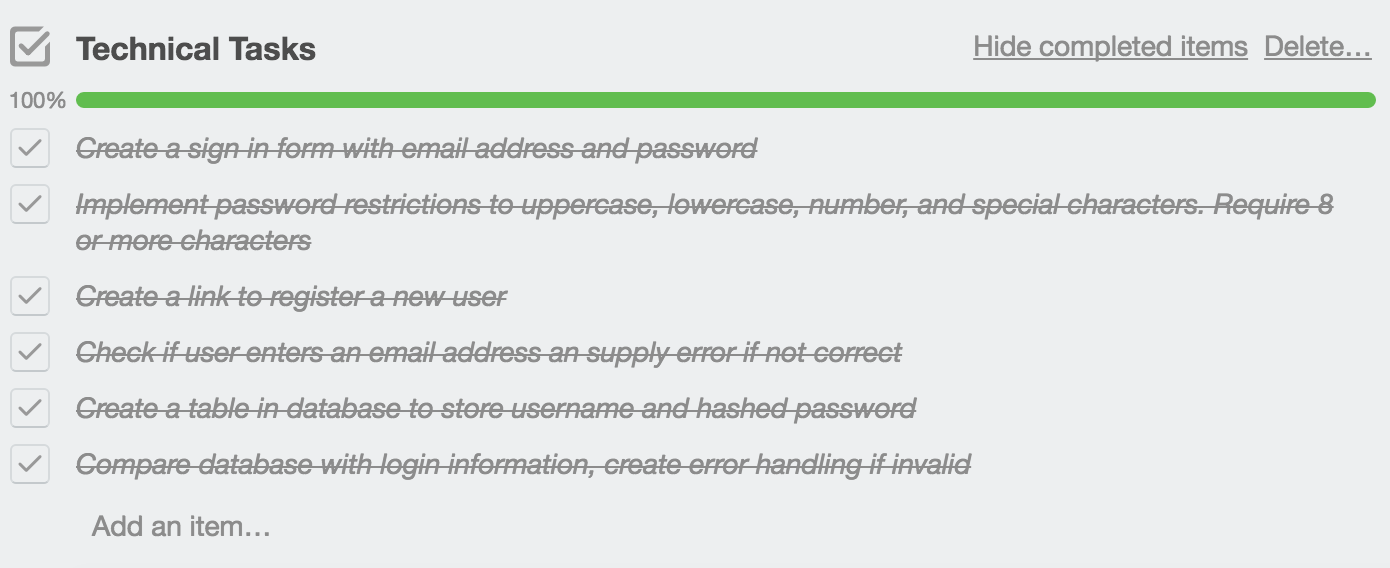 Technical Tasks
Hide completed items Delete...
100%
Create a sign in form with email address and password
Implement password restrictions to uppercase, lowercase, number, and special characters. Require 8
or more characters
Create a link to register a new user
Check if user enters an email address an supply error if not correct
Create a table in database to store username and hashed password
Compare database with login information, create error handling if invalid
Add an item...